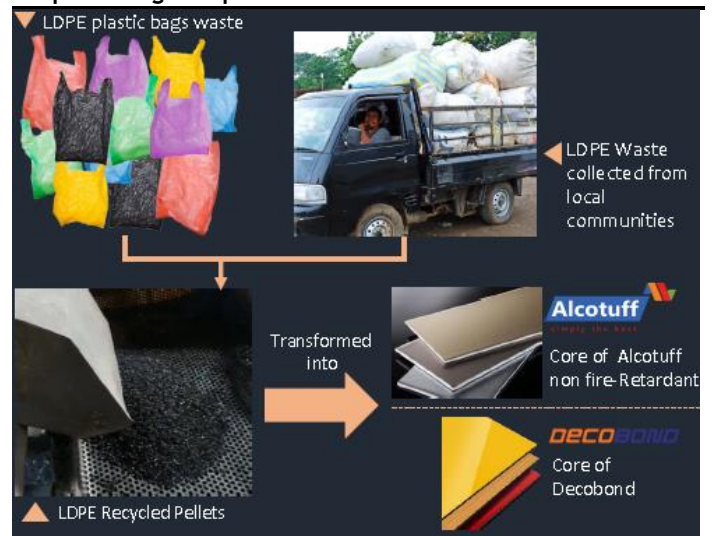 LDPE plastic bags waste
LDPE Waste
collected from
local
communities
Transformed
into
Alcotuff
simply the best
Core of Alcotuff
non fire-Retardant
DECOBOND
Core of
Decobond
LDPE Recycled Pellets